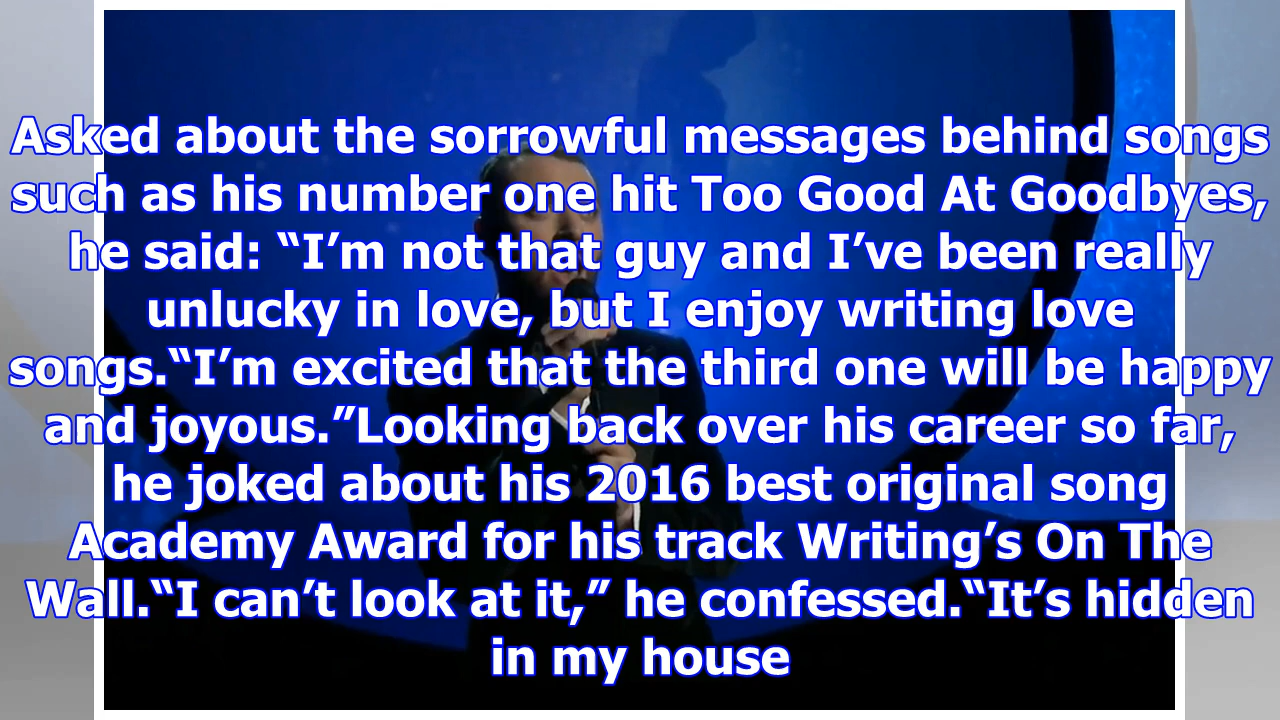 Asked about the sorrowful messages behind songs
such as his number one hit Too Good At Goodbyes,
he said: “I’m not that guy and I’ve been really
unlucky in love, but I enjoy writing love
songs.“I’m excited that the third one will be happy
and joyous.”Looking back over his career so far,
he joked about his 2016 best original song
Academy Award for his track Writing’s On The
Wall.“I can’t look at it,” he confessed.“It’s hidden
in my house